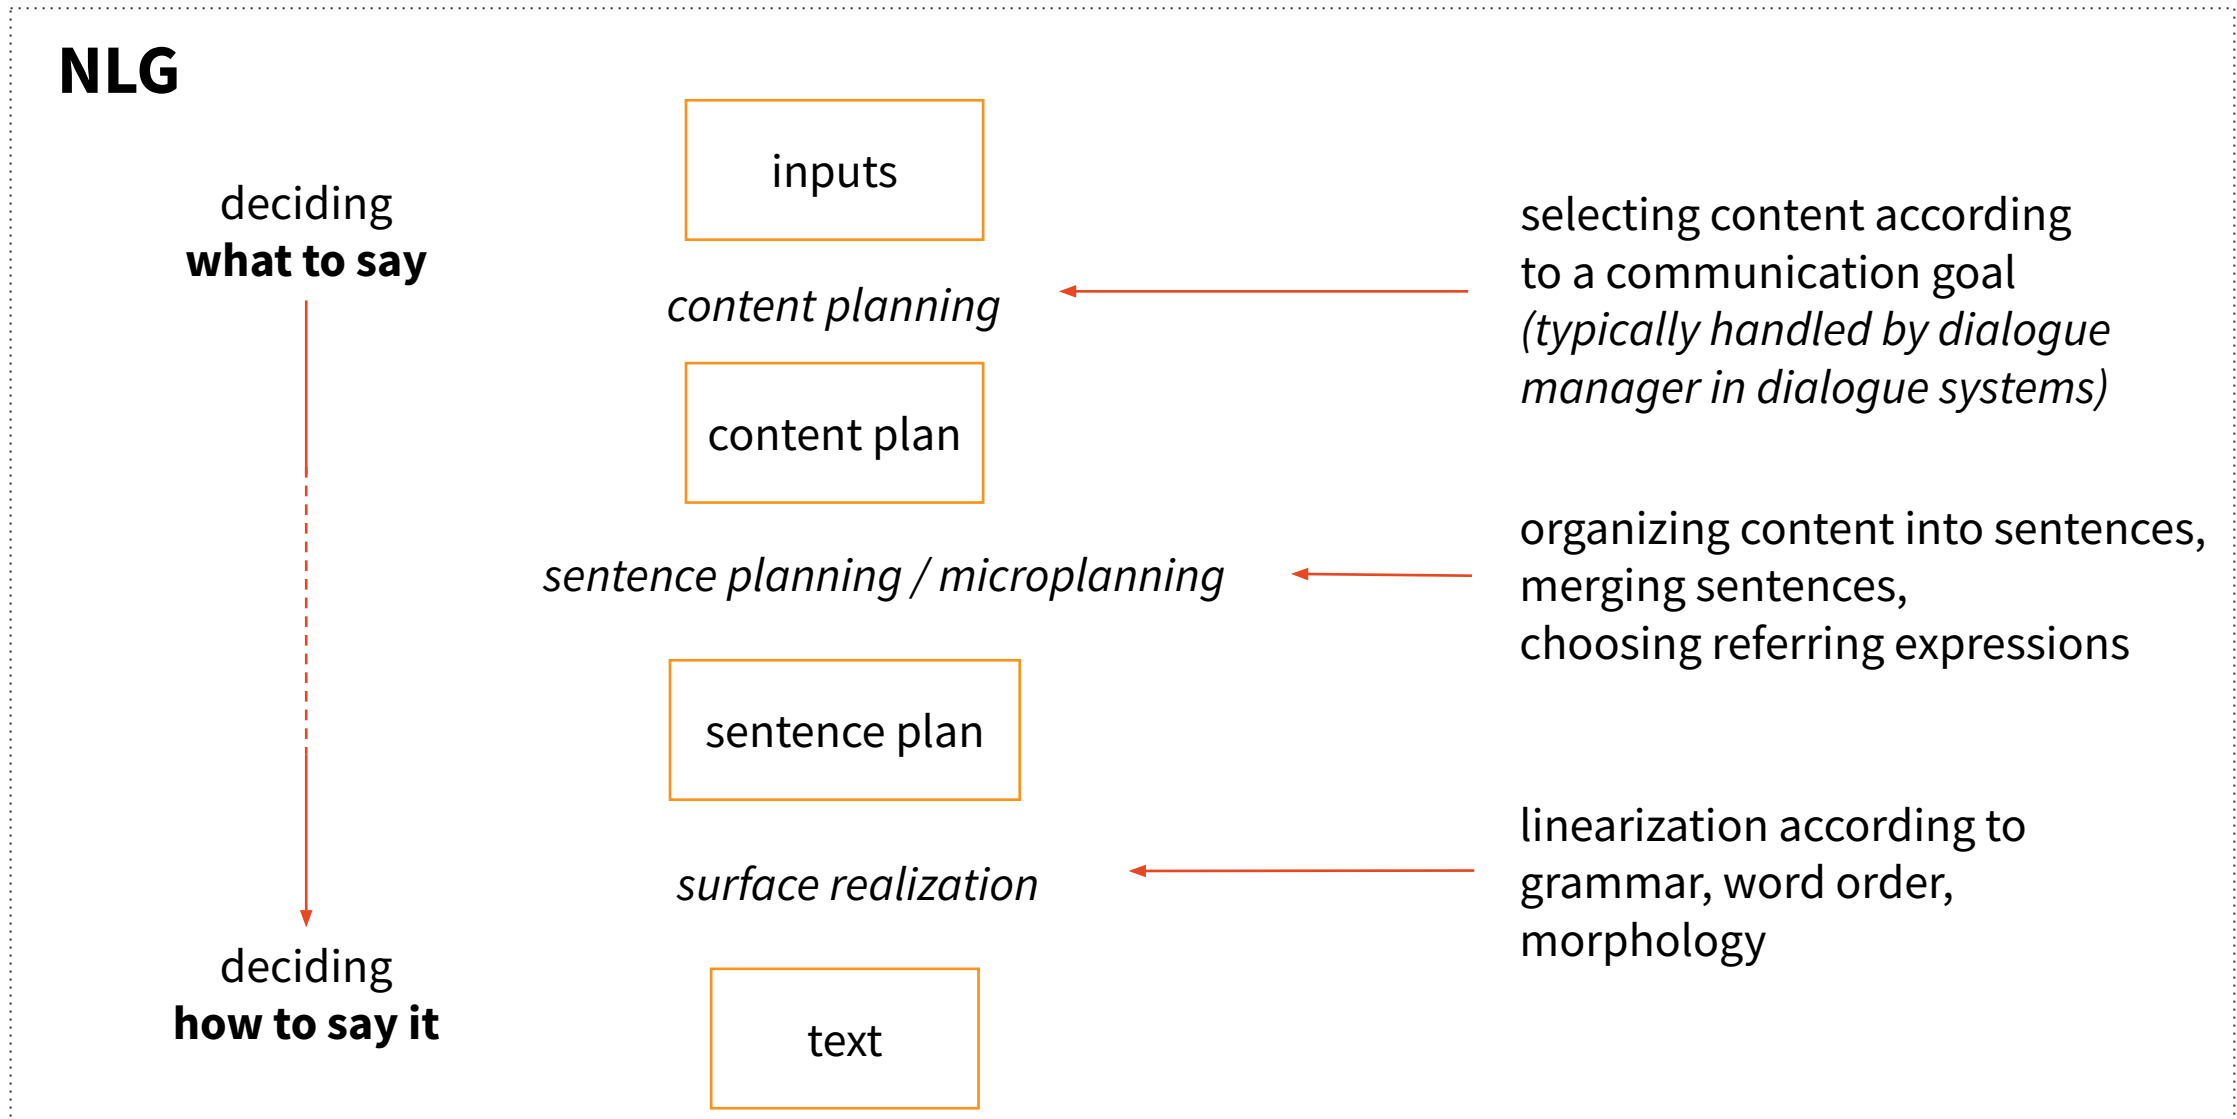 NLG
deciding
what to say
inputs
content planning
selecting content according
to a communication goal
(typically handled by dialogue
manager in dialogue systems)
content plan
sentence planning / microplanning
organizing content into sentences,
merging sentences,
choosing referring expressions
sentence plan
surface realization
linearization according to
grammar, word order,
morphology
deciding
how to say it
text